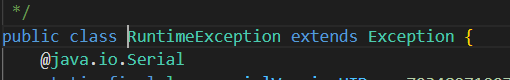 */
public class RuntimeException extends Exception {
@java.io.Serial